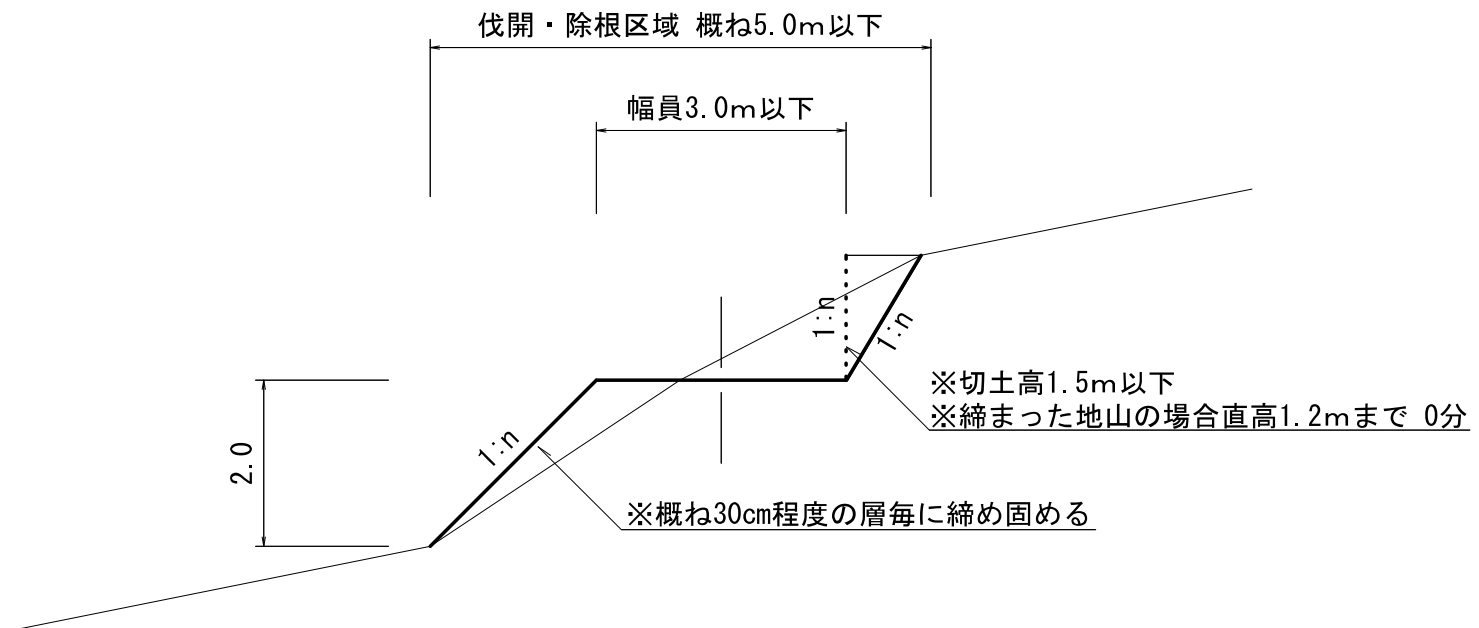 伐開・除根区域 概ね5.0m以下
幅員3.0m以下
1:n
1:n
※切土高1.5m以下
※締まった地山の場合直高1.2mまで 0分
1:n
2.0
※概ね30cm程度の層毎に締め固める